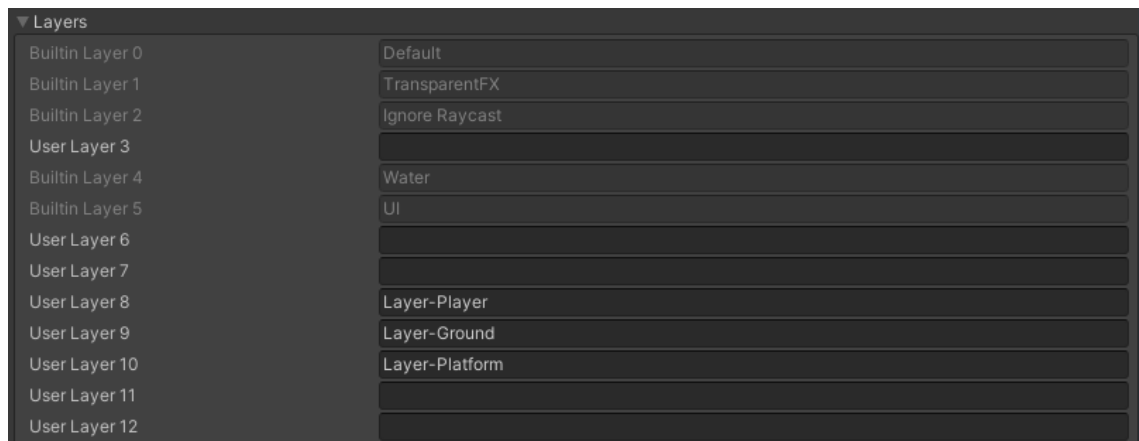 Layers
Builtin Layer 0 Default
Builtin Layer 1 TransparentFX
Builtin Layer 2 Ignore Raycast
User Layer 3
Builtin Layer 4 Water
Builtin Layer 5 UI
User Layer 6
User Layer 7
User Layer 8 Layer-Player
User Layer 9 Layer-Ground
User Layer 10 Layer-Platform
User Layer 11
User Layer 12